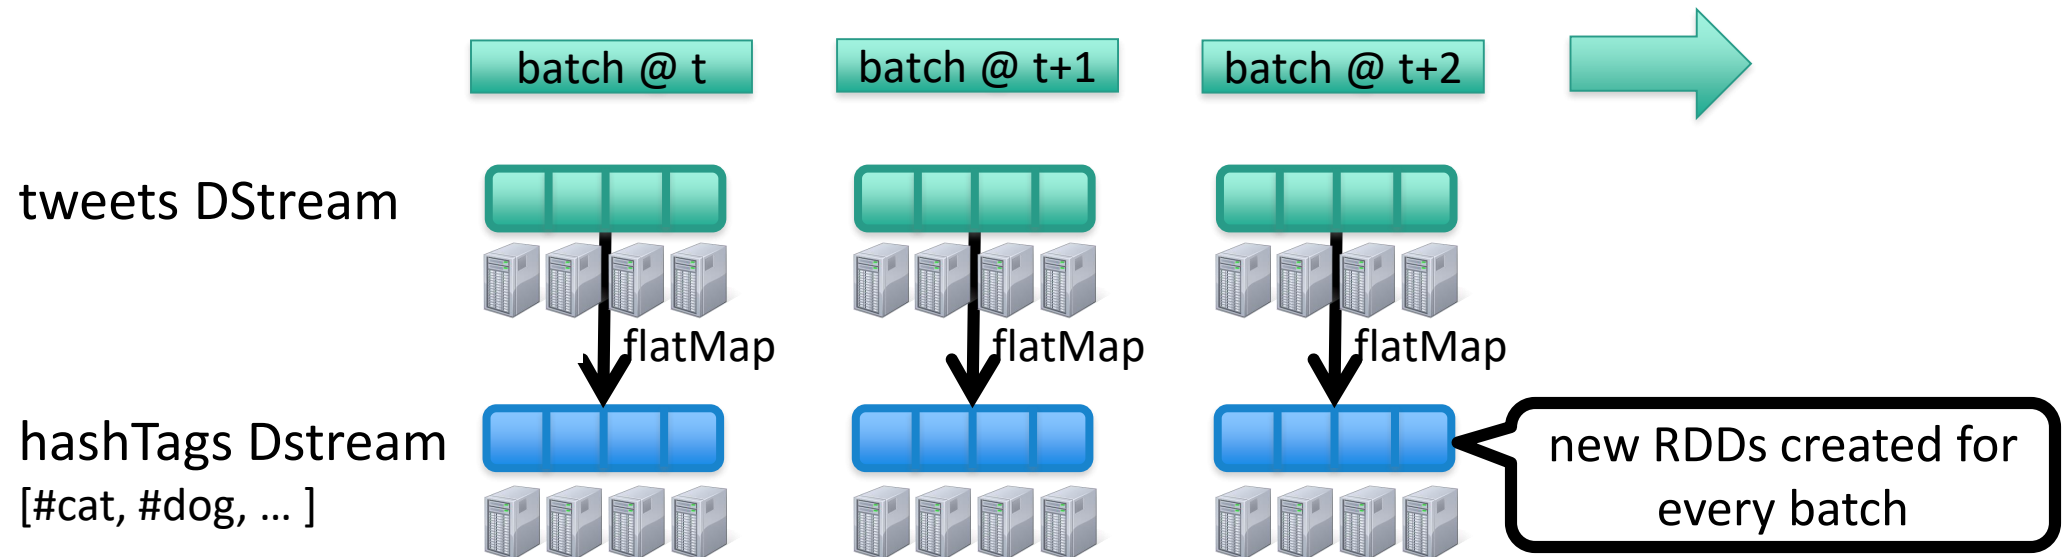 batch @ t
batch @ t+1
batch @ t+2
tweets DStream
flatMap
flatMap
flatMap
hashTags Dstream
[#cat, #dog, … ]
new RDDs created for
every batch